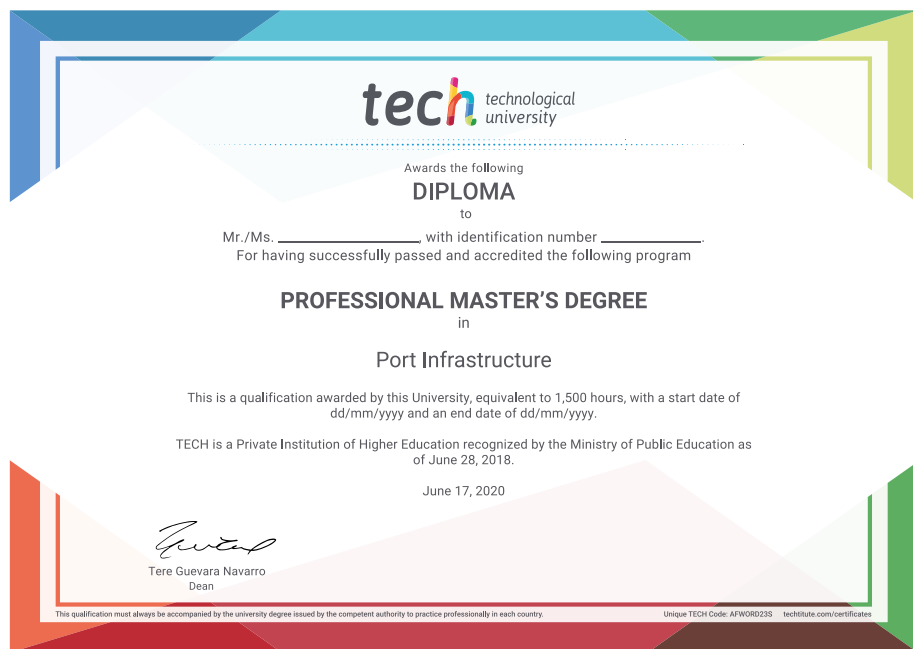 tech technological
university
Awards the following
DIPLOMA
to
Mr./Ms. ____________, with identification number ____________.
For having successfully passed and accredited the following program
PROFESSIONAL MASTER'S DEGREE
in
Port Infrastructure
This is a qualification awarded by this University, equivalent to 1,500 hours, with a start date of
dd/mm/yyyy and an end date of dd/mm/yyyy.
TECH is a Private Institution of Higher Education recognized by the Ministry of Public Education as
of June 28, 2018.
June 17, 2020
Tere Guevara Navarro
Dean
This qualification must always be accompanied by the university degree issued by the competent authority to practice professionally in each country.
Unique TECH Code: AFWORD23S techtitute.com/certificates